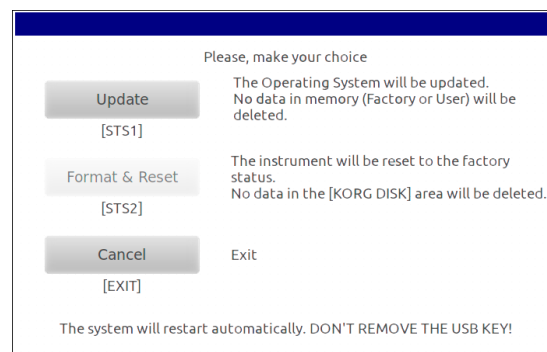 Please, make your choice
Update
[STS1]
The Operating System will be updated.
No data in memory (Factory or User) will be
deleted.
Format & Reset
[STS2]
The instrument will be reset to the factory
status.
No data in the [KORG DISK] area will be deleted.
Cancel
[EXIT]
Exit
The system will restart automatically. DON'T REMOVE THE USB KEY!